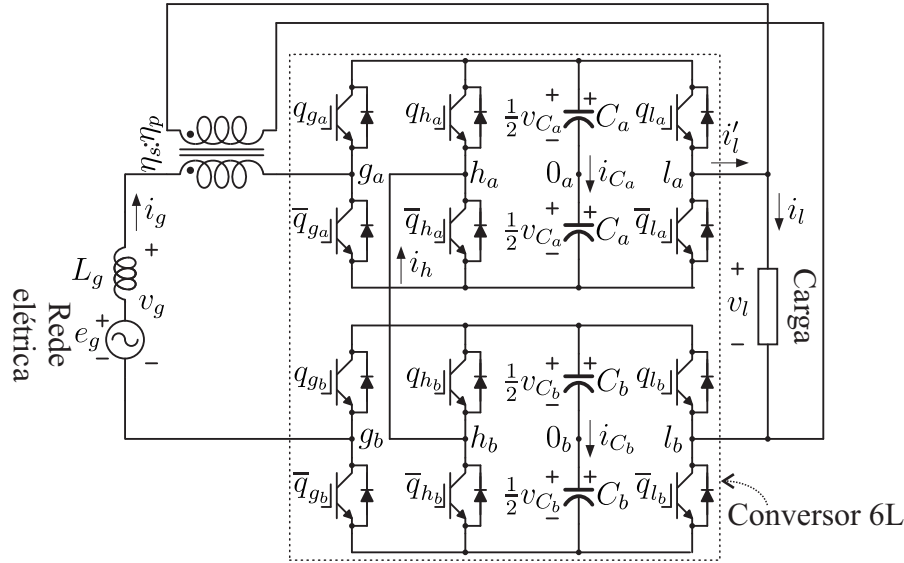 η_s:η_p
i_g
L_g
v_g
e_g
+
−
+
−
Rede
elétrica
q_{g_a}
q_{h_a}
½v_{C_a}
+
−
+
C_a
q_{l_a}
i'_l
g_a
h_a
0_a
i_{C_a}
l_a
i_l
q̅_{g_a}
q̅_{h_a}
i_h
½v_{C_a}
+
−
+
C_a
q̅_{l_a}
+
v_l
−
Carga
q_{g_b}
q_{h_b}
½v_{C_b}
+
−
+
C_b
q_{l_b}
g_b
h_b
0_b
i_{C_b}
l_b
q̅_{g_b}
q̅_{h_b}
½v_{C_b}
+
−
+
C_b
q̅_{l_b}
Conversor 6L